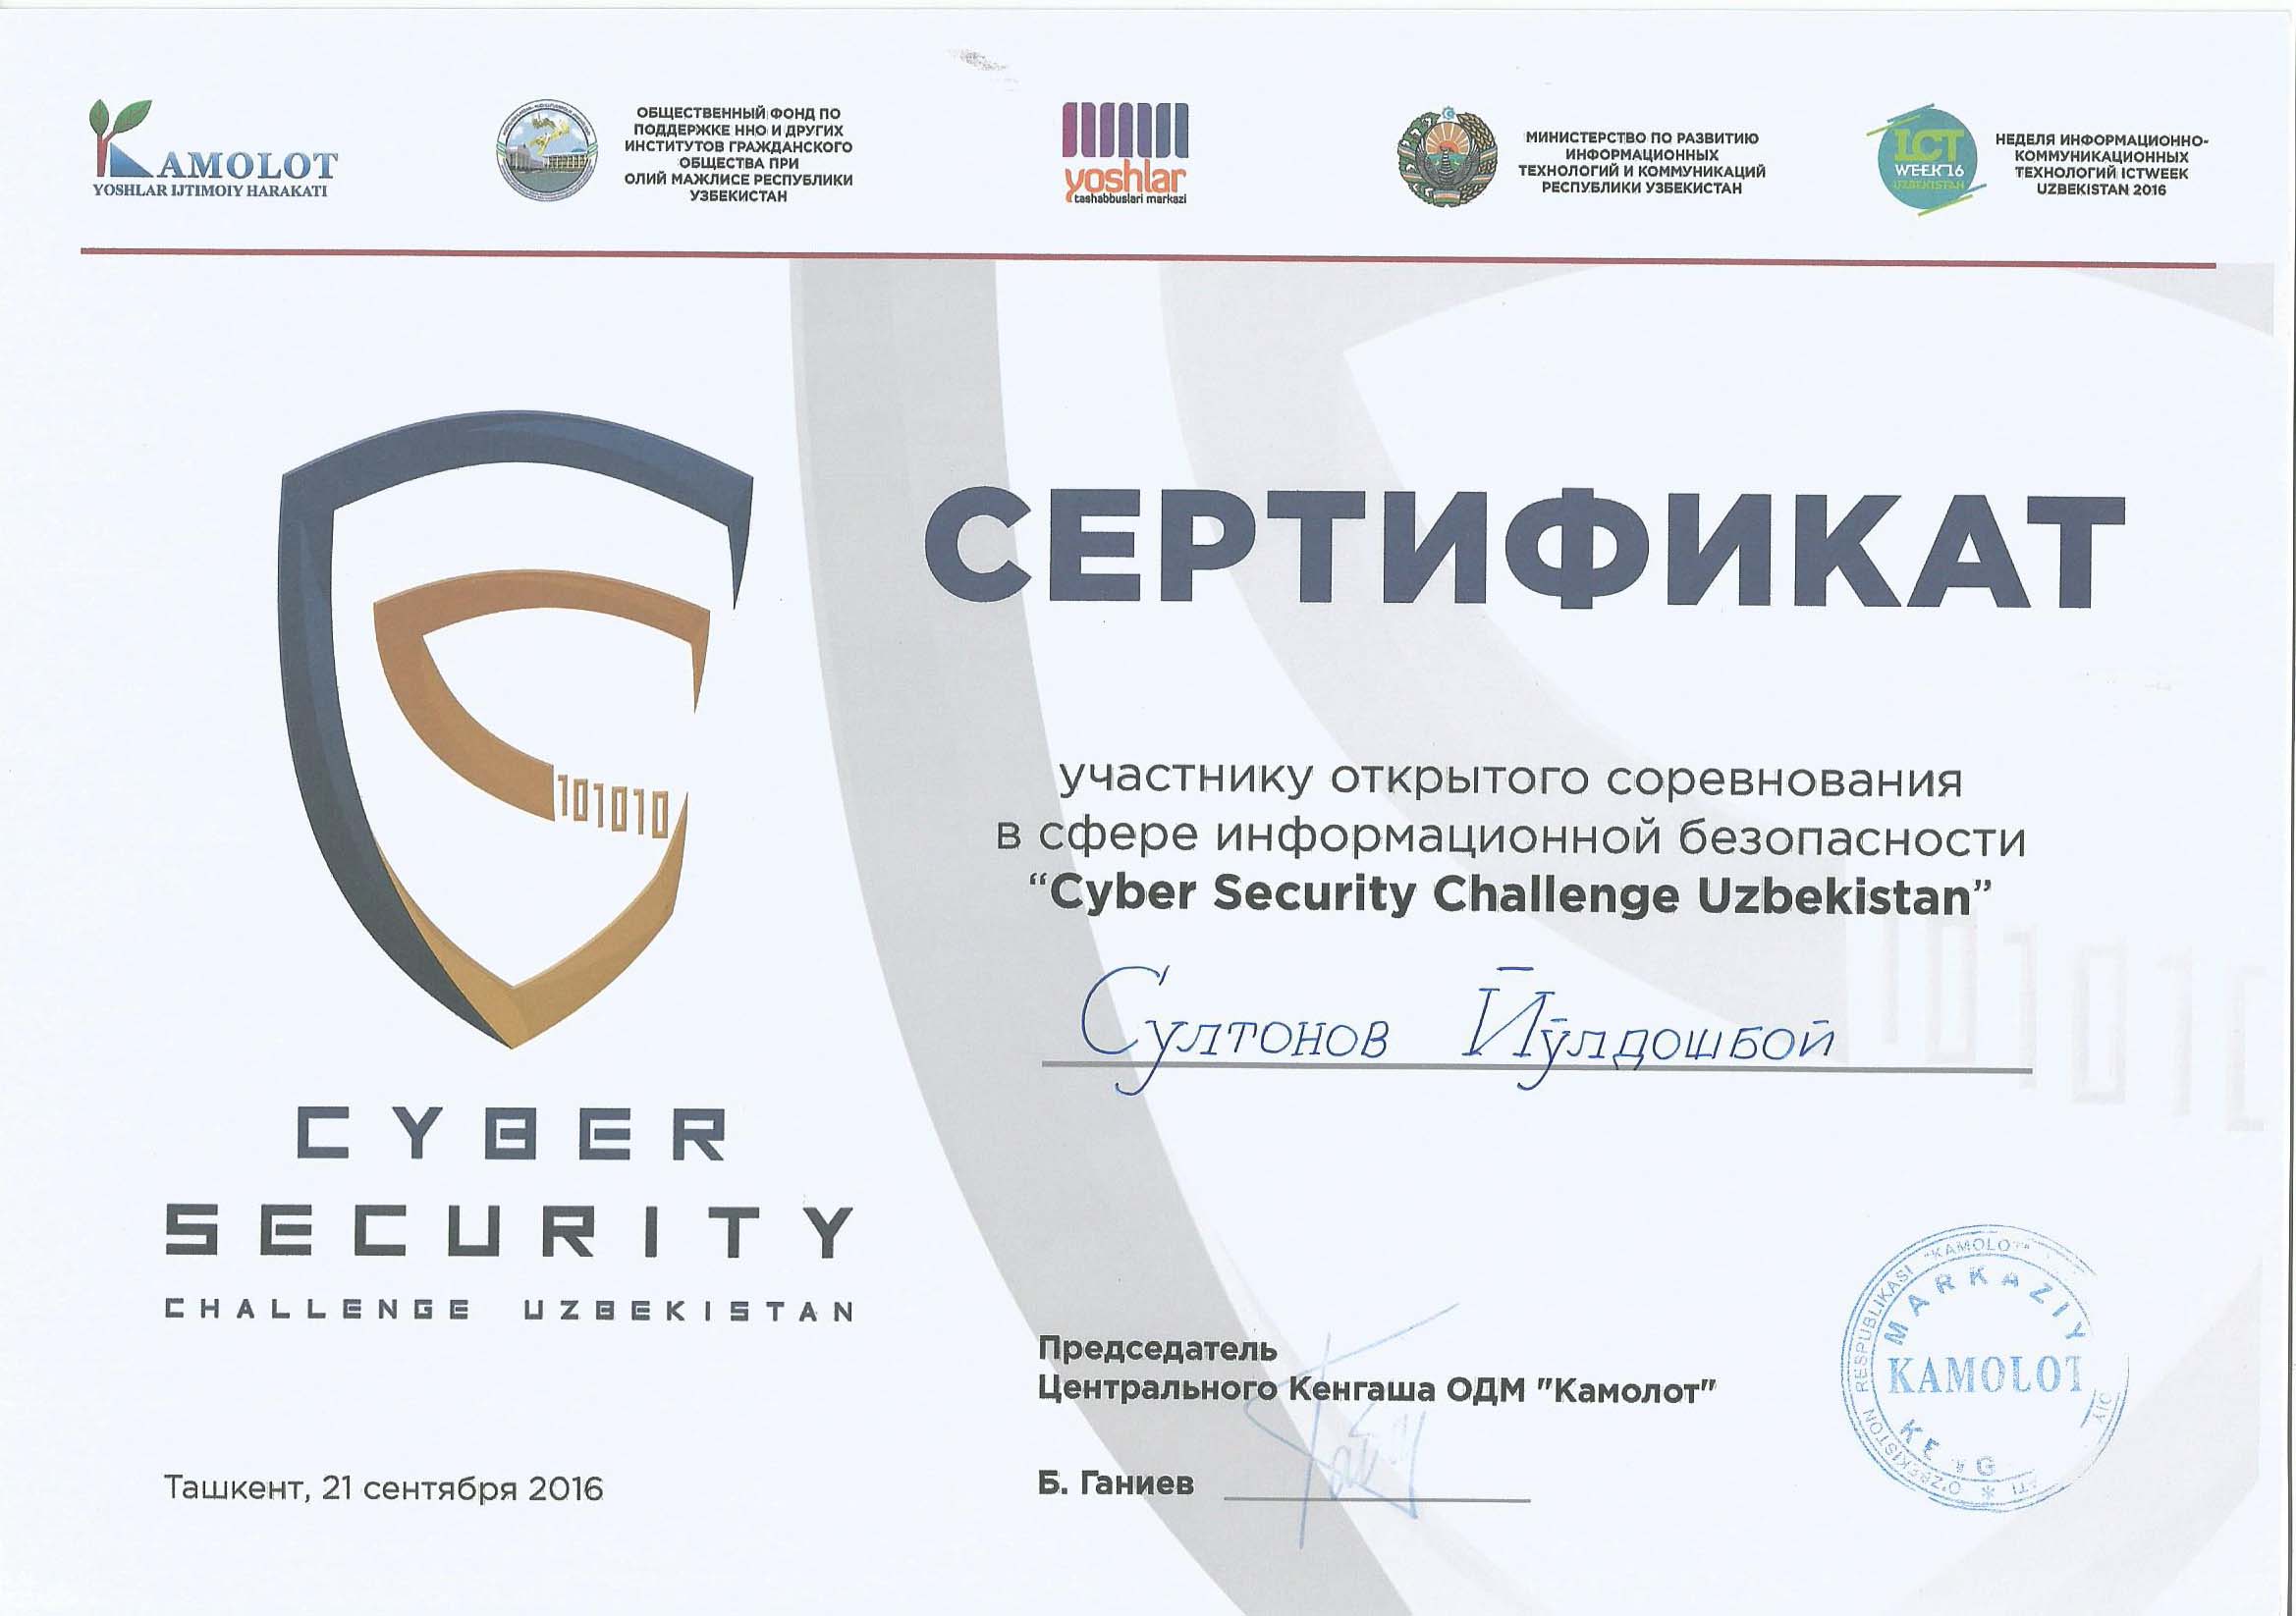 KAMOLOT
YOSHLAR IJTIMOIY HARAKATI
ОБЩЕСТВЕННЫЙ ФОНД ПО
ПОДДЕРЖКЕ ННО И ДРУГИХ
ИНСТИТУТОВ ГРАЖДАНСКОГО
ОБЩЕСТВА ПРИ
ОЛИЙ МАЖЛИСЕ РЕСПУБЛИКИ
УЗБЕКИСТАН
yoshlar
tashabbuslari markazi
МИНИСТЕРСТВО ПО РАЗВИТИЮ
ИНФОРМАЦИОННЫХ
ТЕХНОЛОГИЙ И КОММУНИКАЦИЙ
РЕСПУБЛИКИ УЗБЕКИСТАН
ICT
WEEK'16
UZBEKISTAN
НЕДЕЛЯ ИНФОРМАЦИОННО-
КОММУНИКАЦИОННЫХ
ТЕХНОЛОГИЙ ICTWEEK
UZBEKISTAN 2016
СЕРТИФИКАТ
участнику открытого соревнования
в сфере информационной безопасности
“Cyber Security Challenge Uzbekistan”
Султонов Йўлдошбой
101010
CYBER
SECURITY
CHALLENGE UZBEKISTAN
Председатель
Центрального Кенгаша ОДМ "Камолот"
Б. Ганиев
Ташкент, 21 сентября 2016
O'ZBEKISTON RESPUBLIKASI "KAMOLOT"
MARKAZIY
KAMOLOT